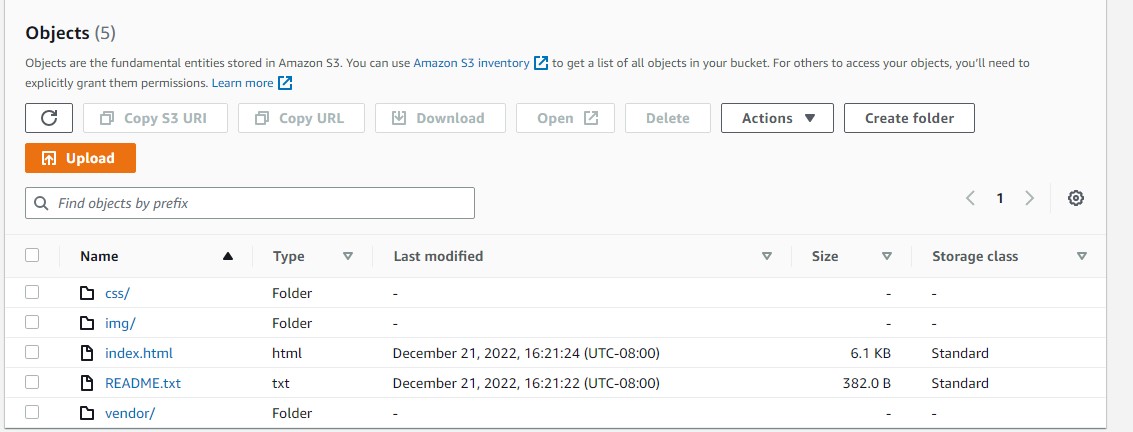 Objects (5)
Objects are the fundamental entities stored in Amazon S3. You can use Amazon S3 inventory to get a list of all objects in your bucket. For others to access your objects, you'll need to
explicitly grant them permissions. Learn more
Copy S3 URI Copy URL Download Open Delete Actions Create folder
Upload
Find objects by prefix 1
Name Type Last modified Size Storage class
css/ Folder - - -
img/ Folder - - -
index.html html December 21, 2022, 16:21:24 (UTC-08:00) 6.1 KB Standard
README.txt txt December 21, 2022, 16:21:22 (UTC-08:00) 382.0 B Standard
vendor/ Folder - - -